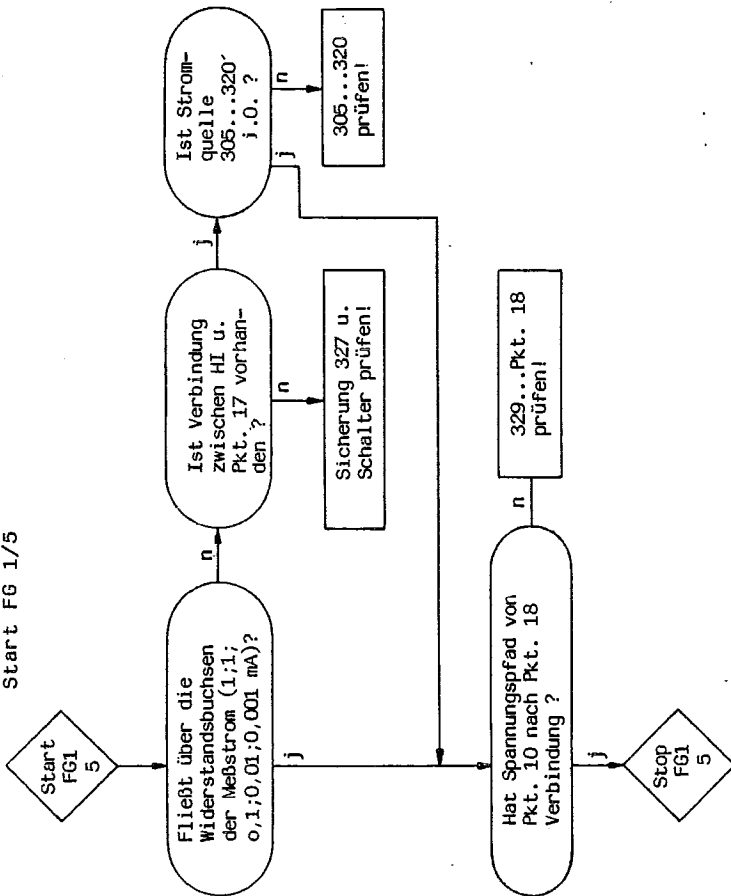 Start FG 1/5
Start
FG1
5
Fließt über die
Widerstandsbuchsen
der Meßstrom (1;1;
0,1;0,01;0,001 mA)?
n
j
Ist Verbindung
zwischen HI u.
Pkt. 17 vorhan-
den ?
j
n
Sicherung 327 u.
Schalter prüfen!
Ist Strom-
quelle
305...320
j.O. ?
j
n
305...320
prüfen!
Hat Spannungspfad von
Pkt. 10 nach Pkt. 18
Verbindung ?
n
329...Pkt. 18
prüfen!
j
Stop
FG1
5